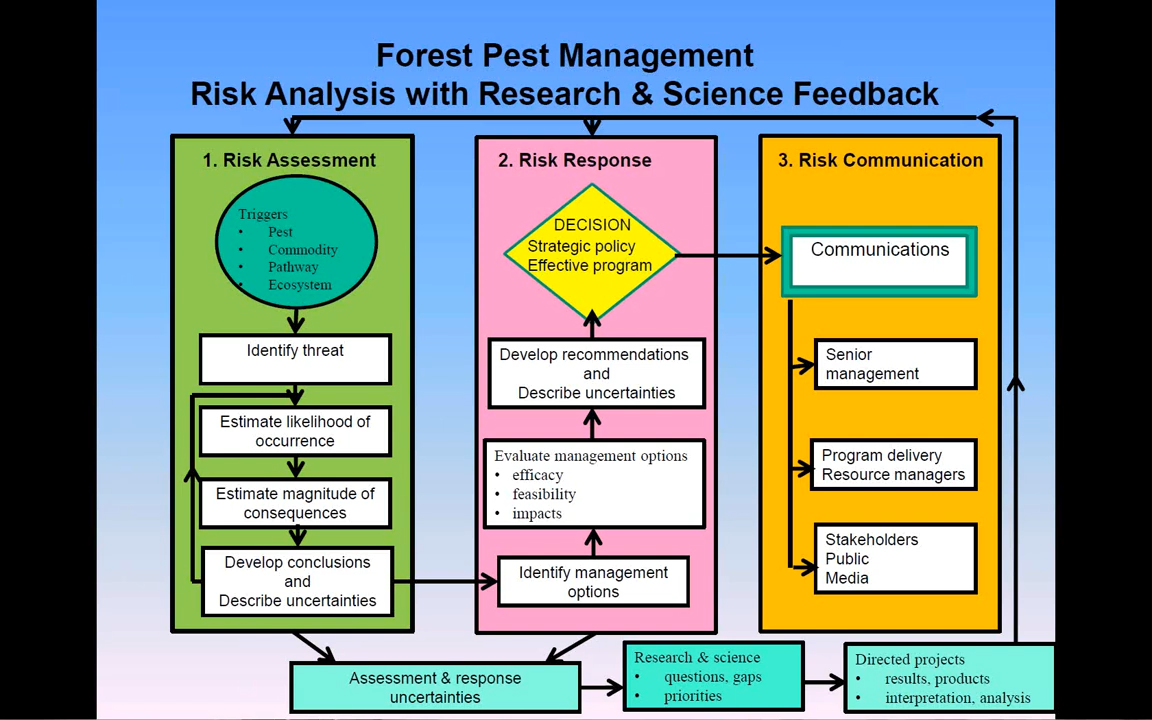 Forest Pest Management
Risk Analysis with Research & Science Feedback
1. Risk Assessment
Triggers
• Pest
• Commodity
• Pathway
• Ecosystem
Identify threat
Estimate likelihood of
occurrence
Estimate magnitude of
consequences
Develop conclusions
and
Describe uncertainties
2. Risk Response
DECISION
Strategic policy
Effective program
Develop recommendations
and
Describe uncertainties
Evaluate management options
• efficacy
• feasibility
• impacts
Identify management
options
3. Risk Communication
Communications
Senior
management
Program delivery
Resource managers
Stakeholders
Public
Media
Assessment & response
uncertainties
Research & science
• questions, gaps
• priorities
Directed projects
• results, products
• interpretation, analysis